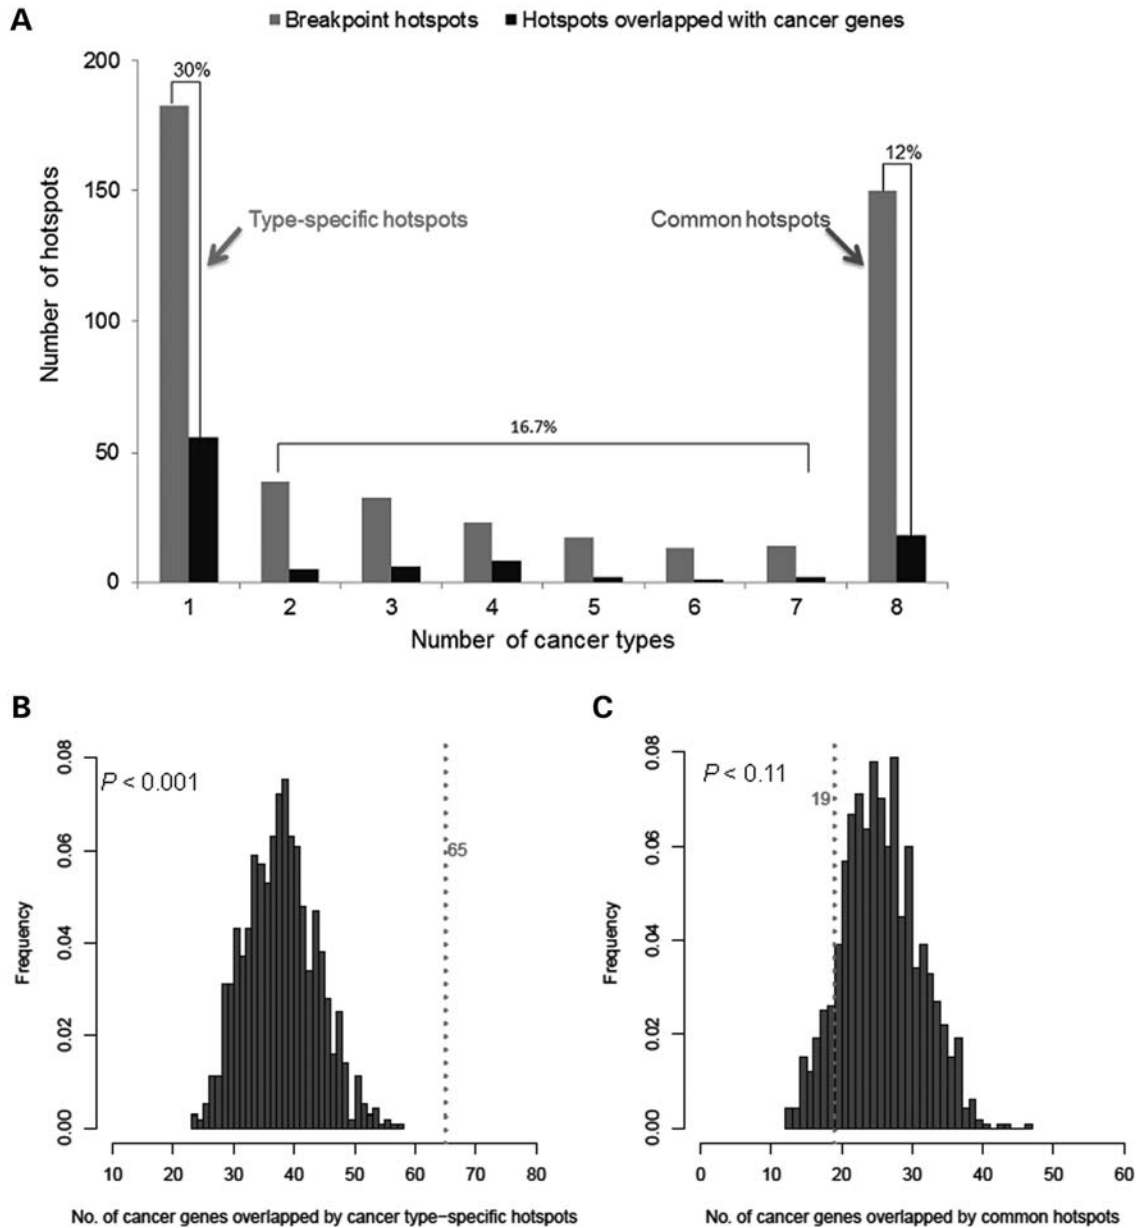 A
Breakpoint hotspots
Hotspots overlapped with cancer genes
200
150
100
50
0
Number of hotspots
30%
Type-specific hotspots
16.7%
Common hotspots
12%
1 2 3 4 5 6 7 8
Number of cancer types
B
P < 0.001
65
0.08
0.06
0.04
0.02
0.00
Frequency
10 20 30 40 50 60 70 80
No. of cancer genes overlapped by cancer type-specific hotspots
C
P < 0.11
19
0.08
0.06
0.04
0.02
0.00
Frequency
0 10 20 30 40 50 60
No. of cancer genes overlapped by common hotspots